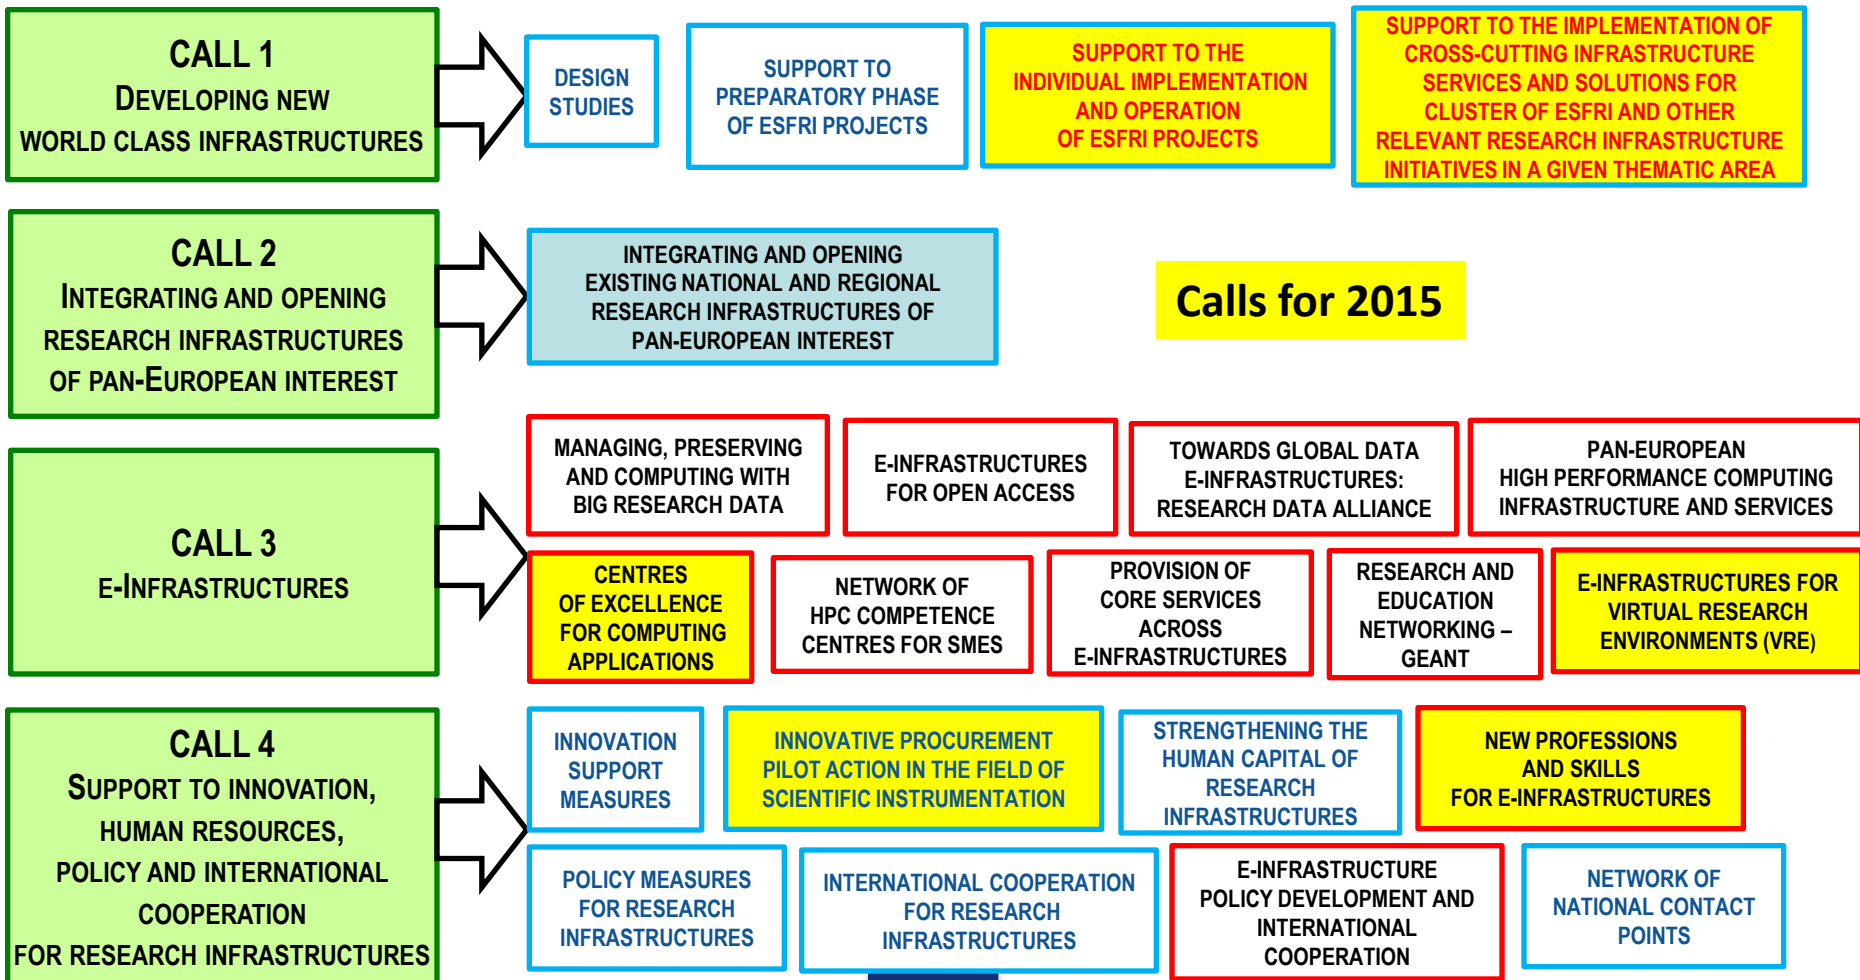 CALL 1
DEVELOPING NEW
WORLD CLASS INFRASTRUCTURES
DESIGN
STUDIES
SUPPORT TO
PREPARATORY PHASE
OF ESFRI PROJECTS
SUPPORT TO THE
INDIVIDUAL IMPLEMENTATION
AND OPERATION
OF ESFRI PROJECTS
SUPPORT TO THE IMPLEMENTATION OF
CROSS-CUTTING INFRASTRUCTURE
SERVICES AND SOLUTIONS FOR
CLUSTER OF ESFRI AND OTHER
RELEVANT RESEARCH INFRASTRUCTURE
INITIATIVES IN A GIVEN THEMATIC AREA
CALL 2
INTEGRATING AND OPENING
RESEARCH INFRASTRUCTURES
OF PAN-EUROPEAN INTEREST
INTEGRATING AND OPENING
EXISTING NATIONAL AND REGIONAL
RESEARCH INFRASTRUCTURES OF
PAN-EUROPEAN INTEREST
Calls for 2015
CALL 3
E-INFRASTRUCTURES
MANAGING, PRESERVING
AND COMPUTING WITH
BIG RESEARCH DATA
E-INFRASTRUCTURES
FOR OPEN ACCESS
TOWARDS GLOBAL DATA
E-INFRASTRUCTURES:
RESEARCH DATA ALLIANCE
PAN-EUROPEAN
HIGH PERFORMANCE COMPUTING
INFRASTRUCTURE AND SERVICES
CENTRES
OF EXCELLENCE
FOR COMPUTING
APPLICATIONS
NETWORK OF
HPC COMPETENCE
CENTRES FOR SMES
PROVISION OF
CORE SERVICES
ACROSS
E-INFRASTRUCTURES
RESEARCH AND
EDUCATION
NETWORKING –
GEANT
E-INFRASTRUCTURES FOR
VIRTUAL RESEARCH
ENVIRONMENTS (VRE)
CALL 4
SUPPORT TO INNOVATION,
HUMAN RESOURCES,
POLICY AND INTERNATIONAL
COOPERATION
FOR RESEARCH INFRASTRUCTURES
INNOVATION
SUPPORT
MEASURES
INNOVATIVE PROCUREMENT
PILOT ACTION IN THE FIELD OF
SCIENTIFIC INSTRUMENTATION
STRENGTHENING THE
HUMAN CAPITAL OF
RESEARCH
INFRASTRUCTURES
NEW PROFESSIONS
AND SKILLS
FOR E-INFRASTRUCTURES
POLICY MEASURES
FOR RESEARCH
INFRASTRUCTURES
INTERNATIONAL COOPERATION
FOR RESEARCH
INFRASTRUCTURES
E-INFRASTRUCTURE
POLICY DEVELOPMENT AND
INTERNATIONAL
COOPERATION
NETWORK OF
NATIONAL CONTACT
POINTS